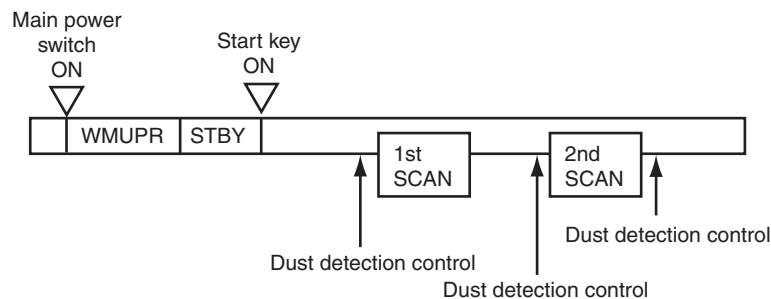 Main power
switch
ON
Start key
ON
WMUPR
STBY
1st
SCAN
2nd
SCAN
Dust detection control
Dust detection control
Dust detection control